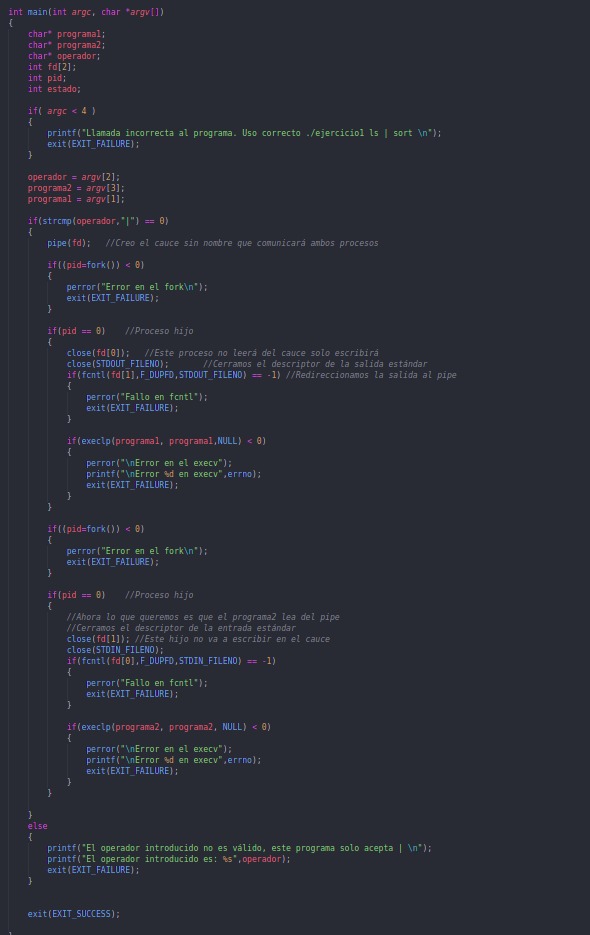 int main(int argc, char *argv[])
{
    char* programa1;
    char* programa2;
    char* operador;
    int fd[2];
    int pid;
    int estado;

    if( argc < 4 )
    {
        printf("Llamada incorrecta al programa. Uso correcto ./ejercicio1 ls | sort \n");
        exit(EXIT_FAILURE);
    }

    operador = argv[2];
    programa2 = argv[3];
    programa1 = argv[1];

    if(strcmp(operador,"|") == 0)
    {
        pipe(fd);   //Creo el cauce sin nombre que comunicará ambos procesos

        if((pid=fork()) < 0)
        {
            perror("Error en el fork\n");
            exit(EXIT_FAILURE);
        }

        if(pid == 0)    //Proceso hijo
        {
            close(fd[0]);   //Este proceso no leerá del cauce solo escribirá
            close(STDOUT_FILENO);       //Cerramos el descriptor de la salida estándar
            if(fcntl(fd[1],F_DUPFD,STDOUT_FILENO) == -1) //Redireccionamos la salida al pipe
            {
                perror("Fallo en fcntl");
                exit(EXIT_FAILURE);
            }

            if(execlp(programa1, programa1,NULL) < 0)
            {
                perror("\nError en el execv");
                printf("\nError %d en execv",errno);
                exit(EXIT_FAILURE);
            }
        }

        if((pid=fork()) < 0)
        {
            perror("Error en el fork\n");
            exit(EXIT_FAILURE);
        }

        if(pid == 0)    //Proceso hijo
        {
            //Ahora lo que queremos es que el programa2 lea del pipe
            //Cerramos el descriptor de la entrada estándar
            close(fd[1]); //Este hijo no va a escribir en el cauce
            close(STDIN_FILENO);
            if(fcntl(fd[0],F_DUPFD,STDIN_FILENO) == -1)
            {
                perror("Fallo en fcntl");
                exit(EXIT_FAILURE);
            }

            if(execlp(programa2, programa2, NULL) < 0)
            {
                perror("\nError en el execv");
                printf("\nError %d en execv",errno);
                exit(EXIT_FAILURE);
            }
        }

    }
    else
    {
        printf("El operador introducido no es válido, este programa solo acepta | \n");
        printf("El operador introducido es: %s",operador);
        exit(EXIT_FAILURE);
    }


    exit(EXIT_SUCCESS);

}